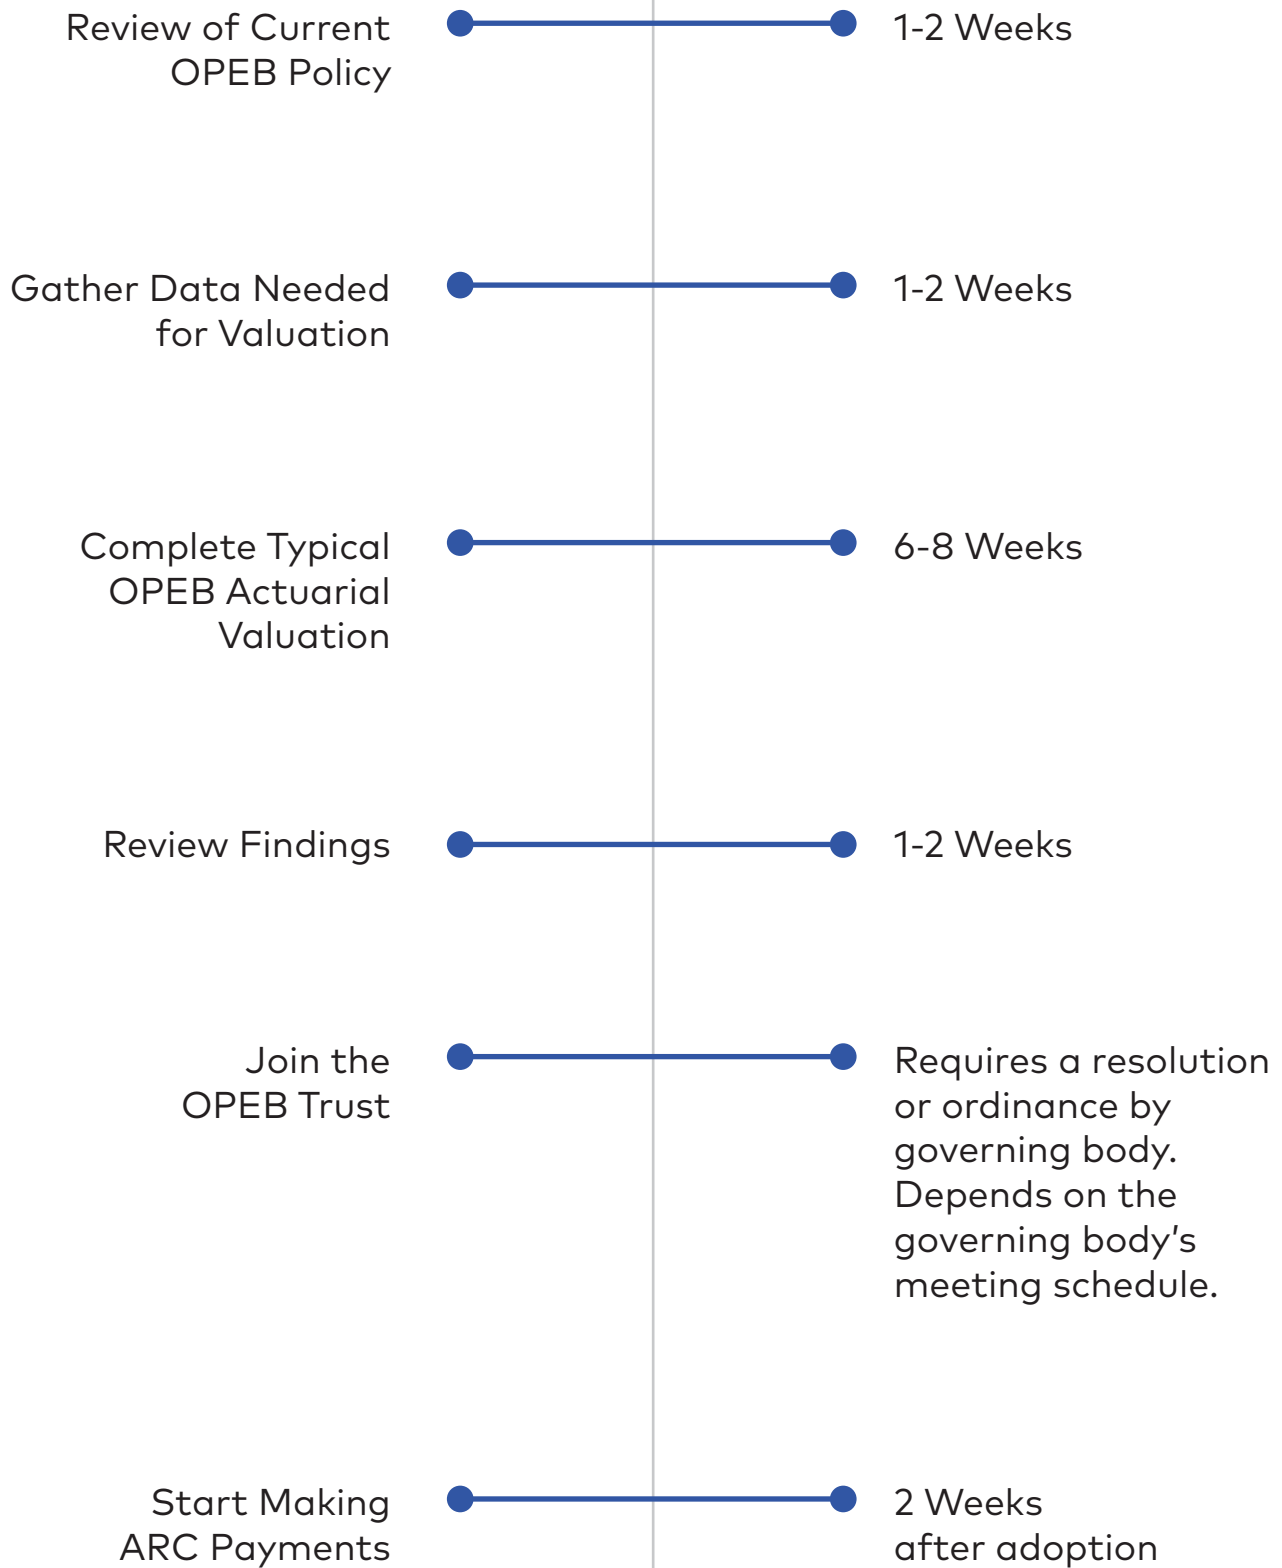 Review of Current
OPEB Policy
1-2 Weeks
Gather Data Needed
for Valuation
1-2 Weeks
Complete Typical
OPEB Actuarial
Valuation
6-8 Weeks
Review Findings
1-2 Weeks
Join the
OPEB Trust
Requires a resolution
or ordinance by
governing body.
Depends on the
governing body’s
meeting schedule.
Start Making
ARC Payments
2 Weeks
after adoption